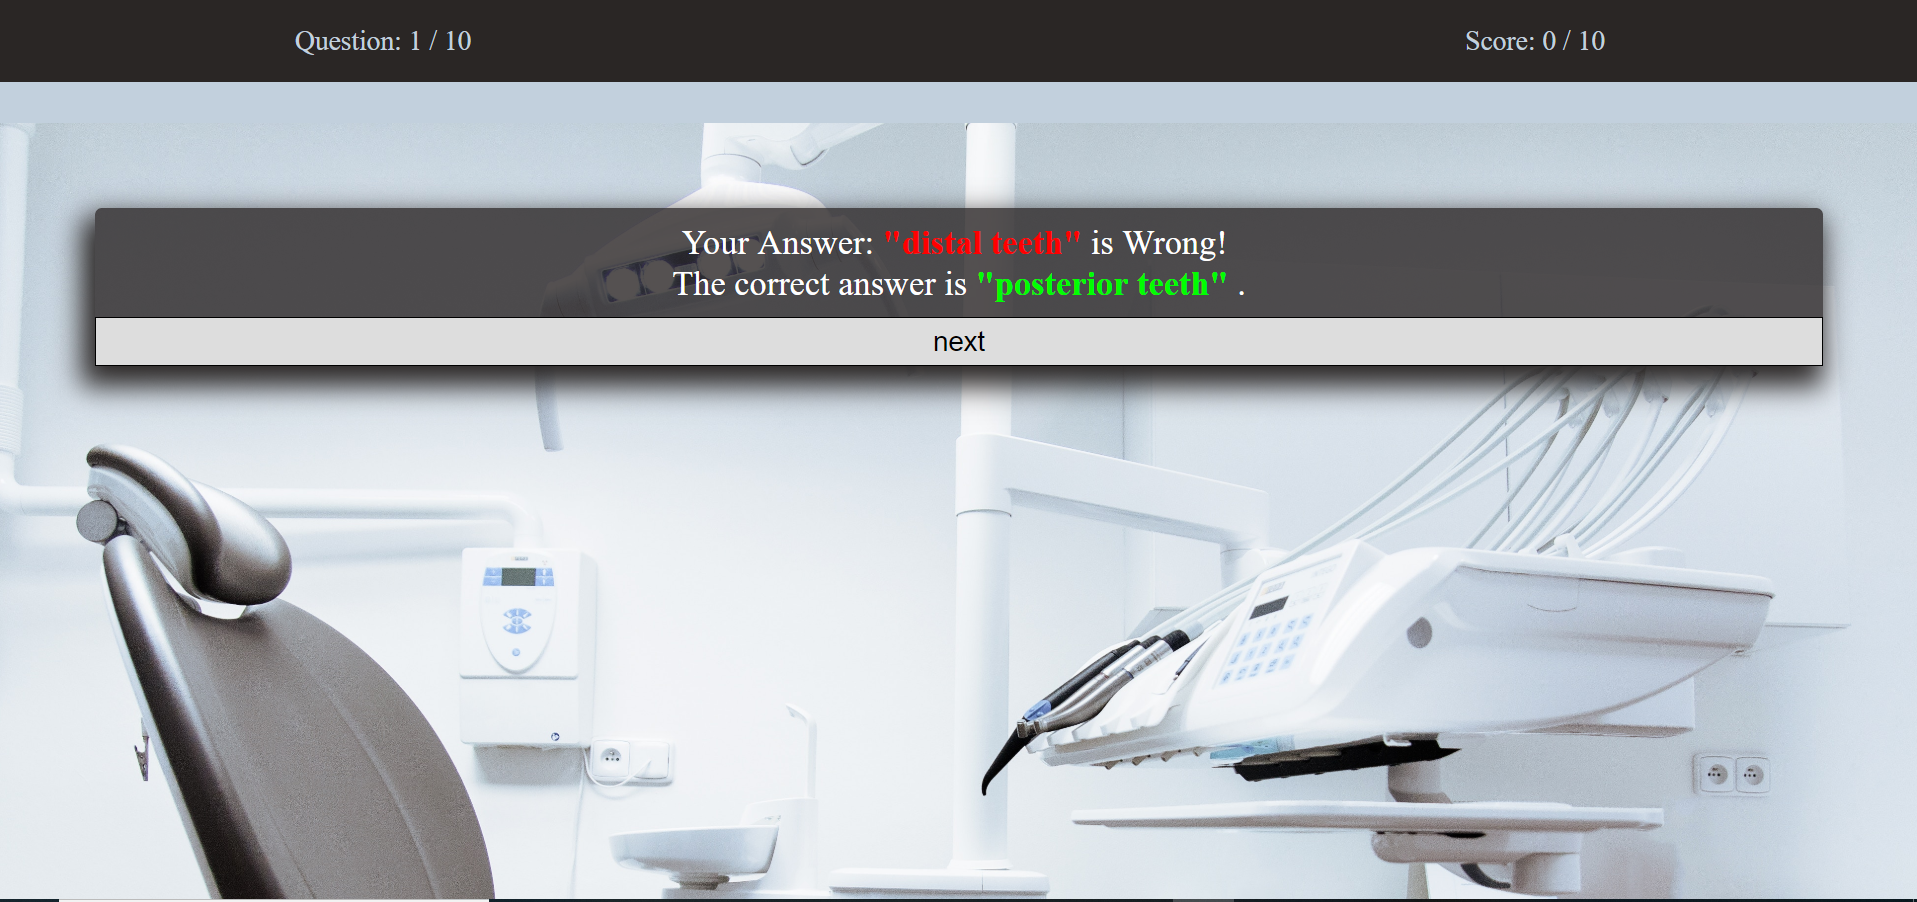 Question: 1 / 10
Score: 0 / 10
Your Answer: "distal teeth" is Wrong!
The correct answer is "posterior teeth" .
next